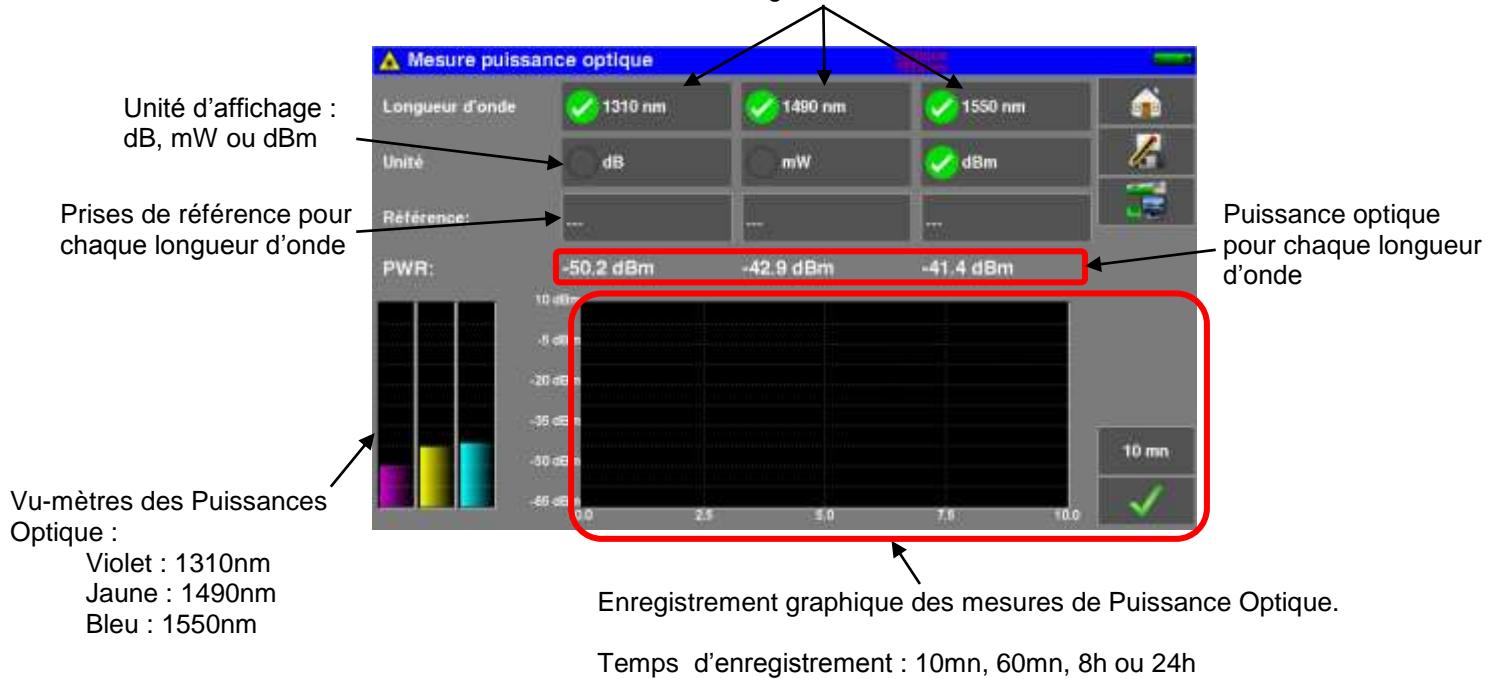 Mesure puissance optique
Unité d'affichage :
dB, mW ou dBm
Longueur d'onde
1310 nm
1490 nm
1550 nm
Unité
dB
mW
dBm
Prises de référence pour
chaque longueur d'onde
Référence:
---
---
---
Puissance optique
pour chaque longueur
d'onde
PWR:
-50.2 dBm
-42.9 dBm
-41.4 dBm
10 dBm
-5 dBm
-20 dBm
-35 dBm
-50 dBm
-65 dBm
0.0
2.5
5.0
7.5
10.0
10 mn
Vu-mètres des Puissances
Optique :
Violet : 1310nm
Jaune : 1490nm
Bleu : 1550nm
Enregistrement graphique des mesures de Puissance Optique.
Temps d'enregistrement : 10mn, 60mn, 8h ou 24h